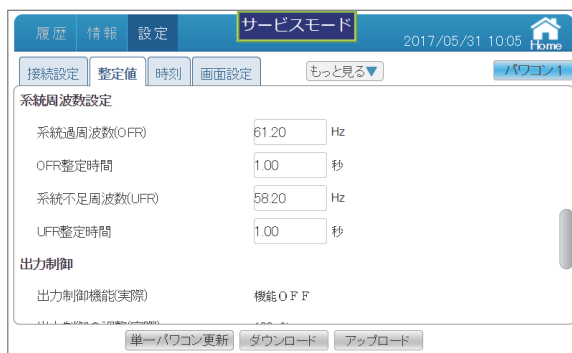 履歴 情報 設定 サービスモード 2017/05/31 10:05 Home
接続設定 整定値 時刻 画面設定 もっと見る▼ パワコン1
系統周波数設定
系統過周波数(OFR) 61.20 Hz
OFR整定時間 1.00 秒
系統不足周波数(UFR) 58.20 Hz
UFR整定時間 1.00 秒
出力制御
出力制御機能(実際) 機能OFF
単一パワコン更新 ダウンロード アップロード